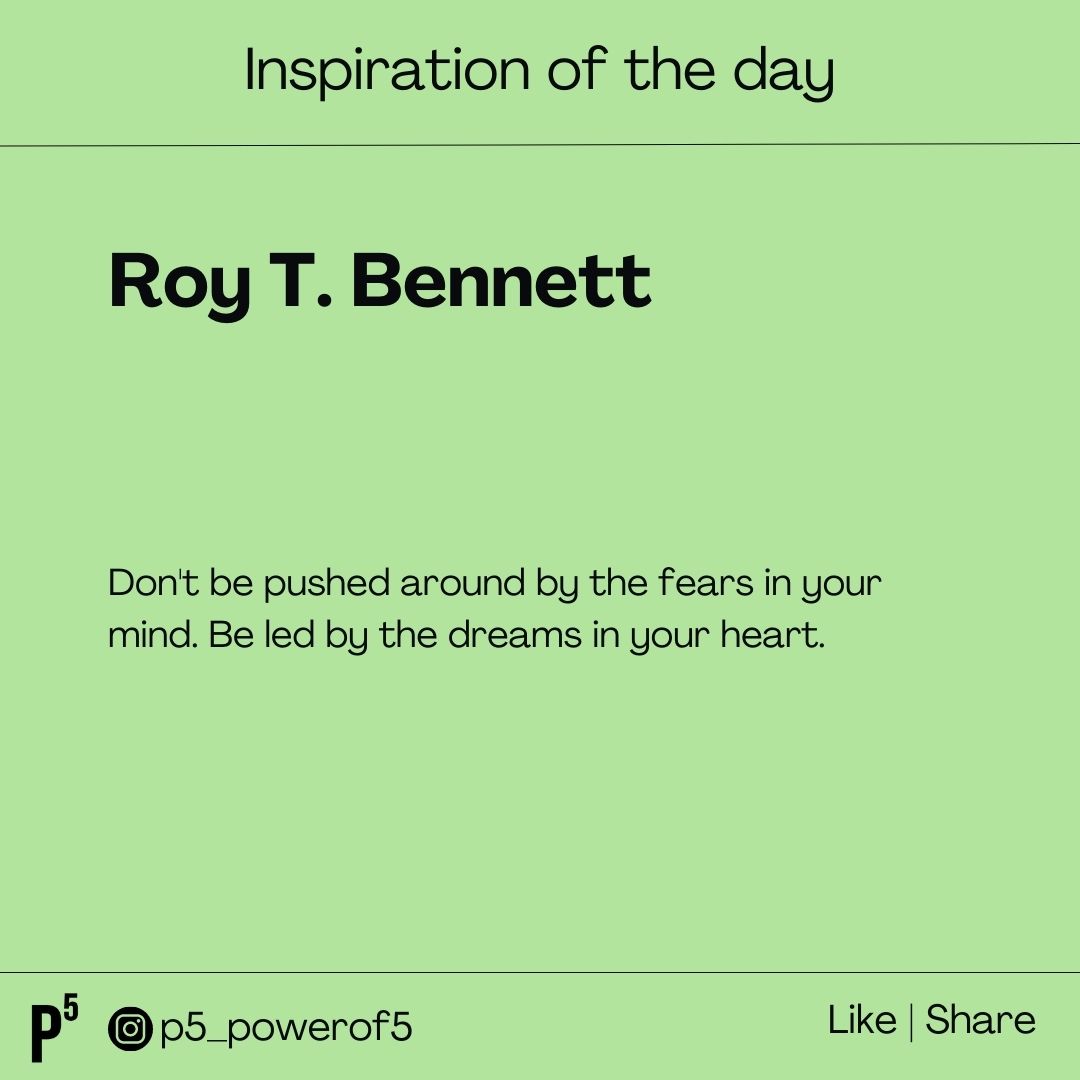 Inspiration of the day
Roy T. Bennett
Don't be pushed around by the fears in your
mind. Be led by the dreams in your heart.
P5 p5_powerof5
Like | Share